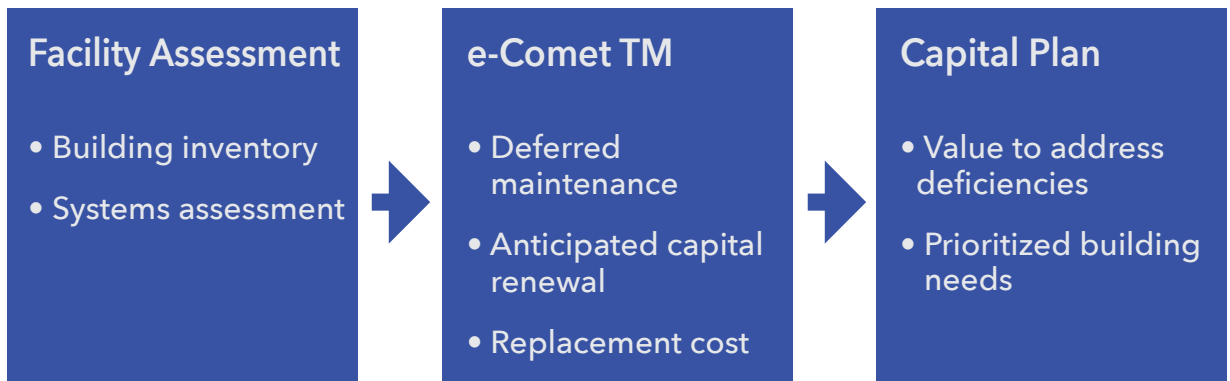 Facility Assessment
• Building inventory
• Systems assessment
e-Comet TM
• Deferred
maintenance
• Anticipated capital
renewal
• Replacement cost
Capital Plan
• Value to address
deficiencies
• Prioritized building
needs